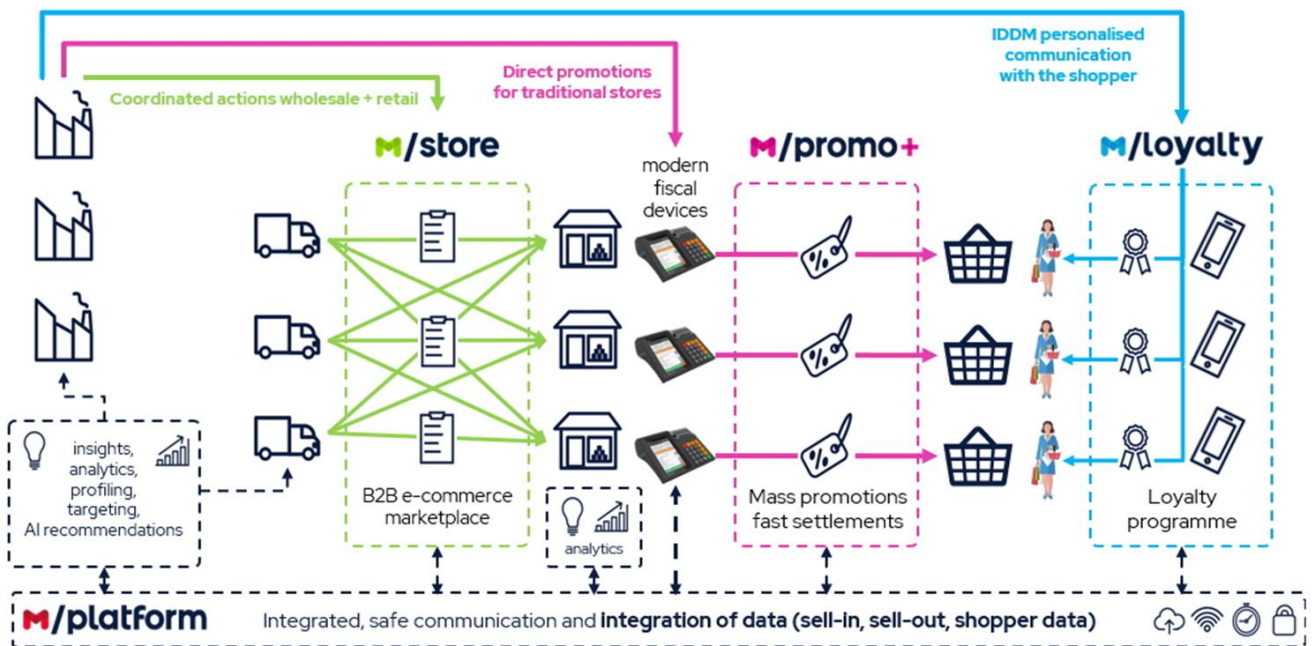 IDDM personalised
communication
with the shopper
Direct promotions
for traditional stores
Coordinated actions wholesale + retail
M/store
modern
fiscal
devices
M/promo+
M/loyalty
insights,
analytics,
profiling,
targeting,
AI recommendations
B2B e-commerce
marketplace
analytics
Mass promotions
fast settlements
Loyalty
programme
M/platform
Integrated, safe communication and integration of data (sell-in, sell-out, shopper data)